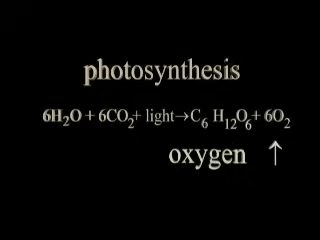 photosynthesis
6H₂O + 6CO₂ + light→C₆ H₁₂O₆ + 6O₂
oxygen ↑